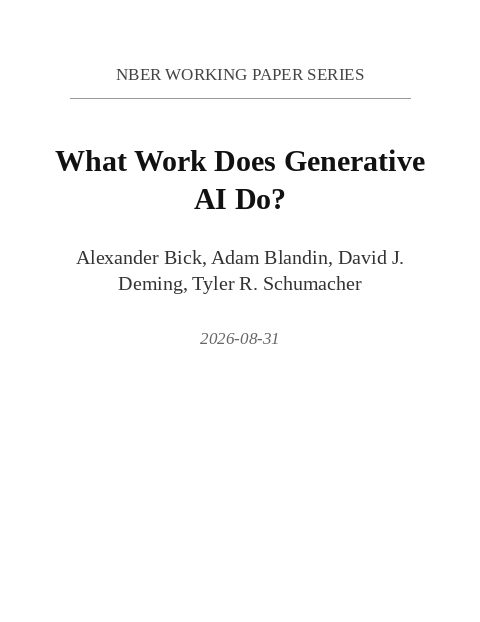 NBER WORKING PAPER SERIES
What Work Does Generative
AI Do?
Alexander Bick, Adam Blandin, David J.
Deming, Tyler R. Schumacher
2026-08-31